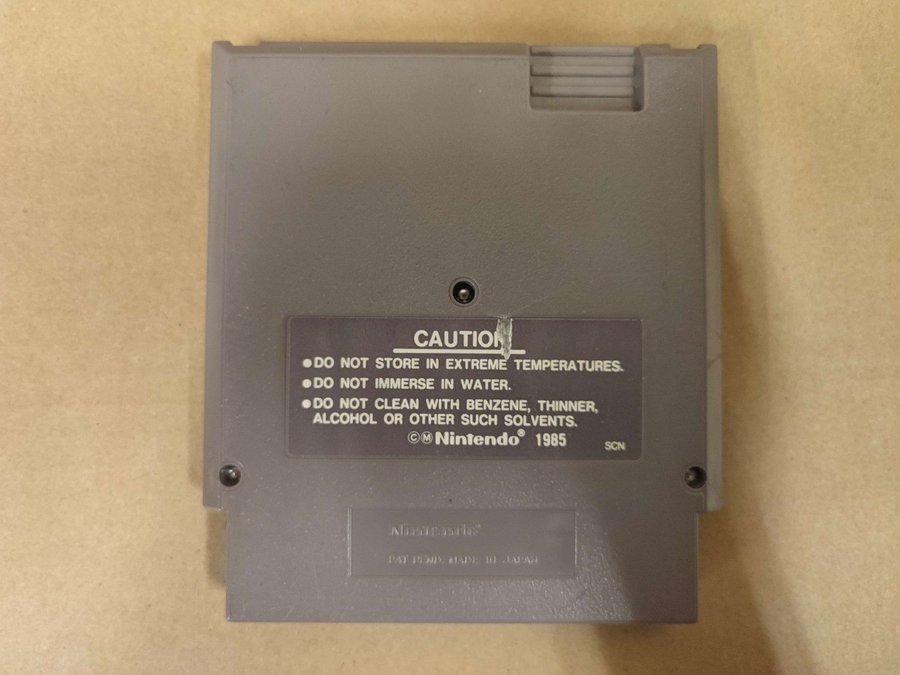 CAUTION
●DO NOT STORE IN EXTREME TEMPERATURES.
●DO NOT IMMERSE IN WATER.
●DO NOT CLEAN WITH BENZENE, THINNER,
ALCOHOL OR OTHER SUCH SOLVENTS.
©Ⓜ Nintendo® 1985
SCN
Nintendo®
PAT. PEND. MADE IN JAPAN